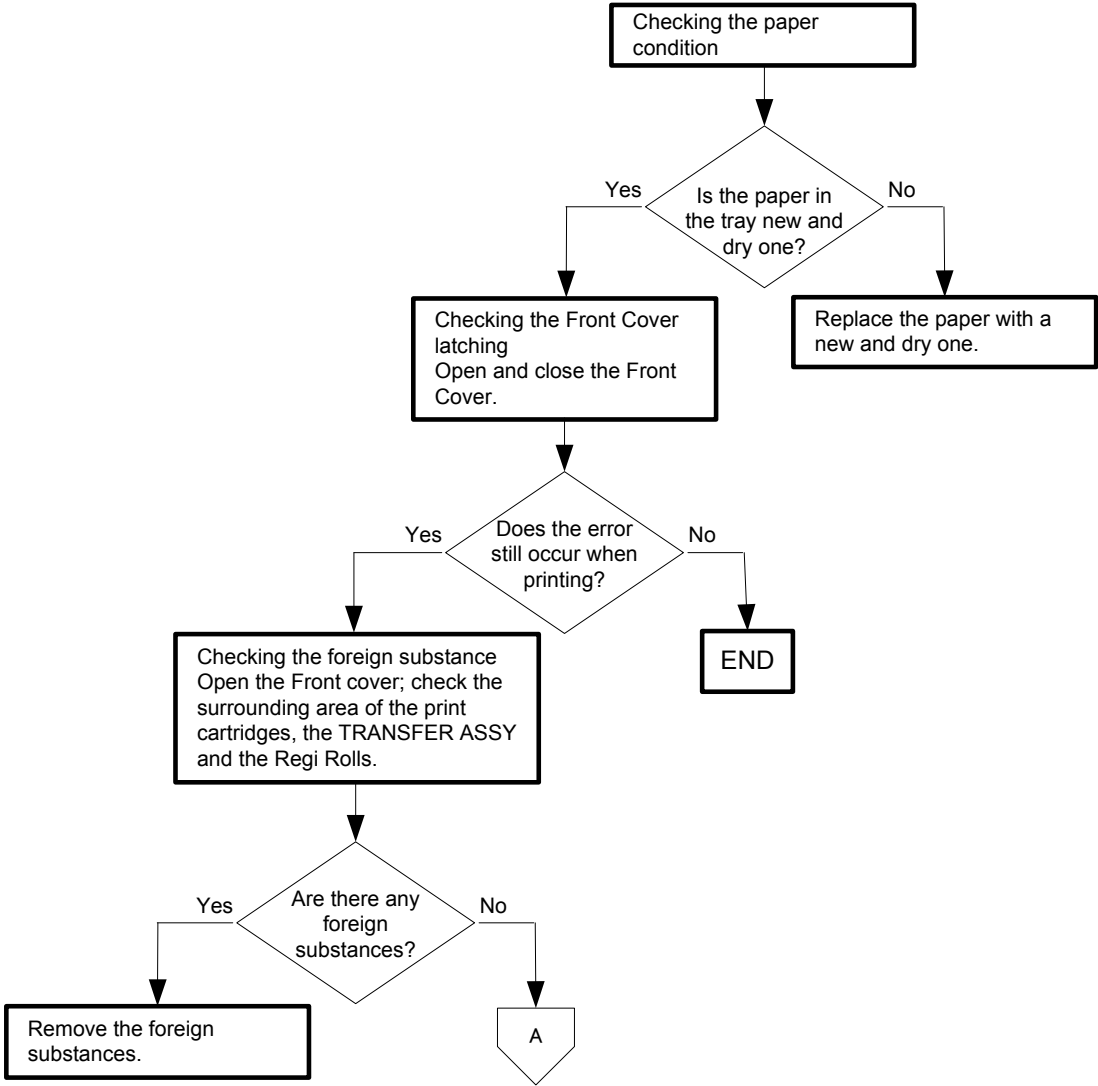 Checking the paper
condition
Yes
Is the paper in
the tray new and
dry one?
No
Checking the Front Cover
latching
Open and close the Front
Cover.
Replace the paper with a
new and dry one.
Yes
Does the error
still occur when
printing?
No
Checking the foreign substance
Open the Front cover; check the
surrounding area of the print
cartridges, the TRANSFER ASSY
and the Regi Rolls.
END
Yes
Are there any
foreign
substances?
No
Remove the foreign
substances.
A